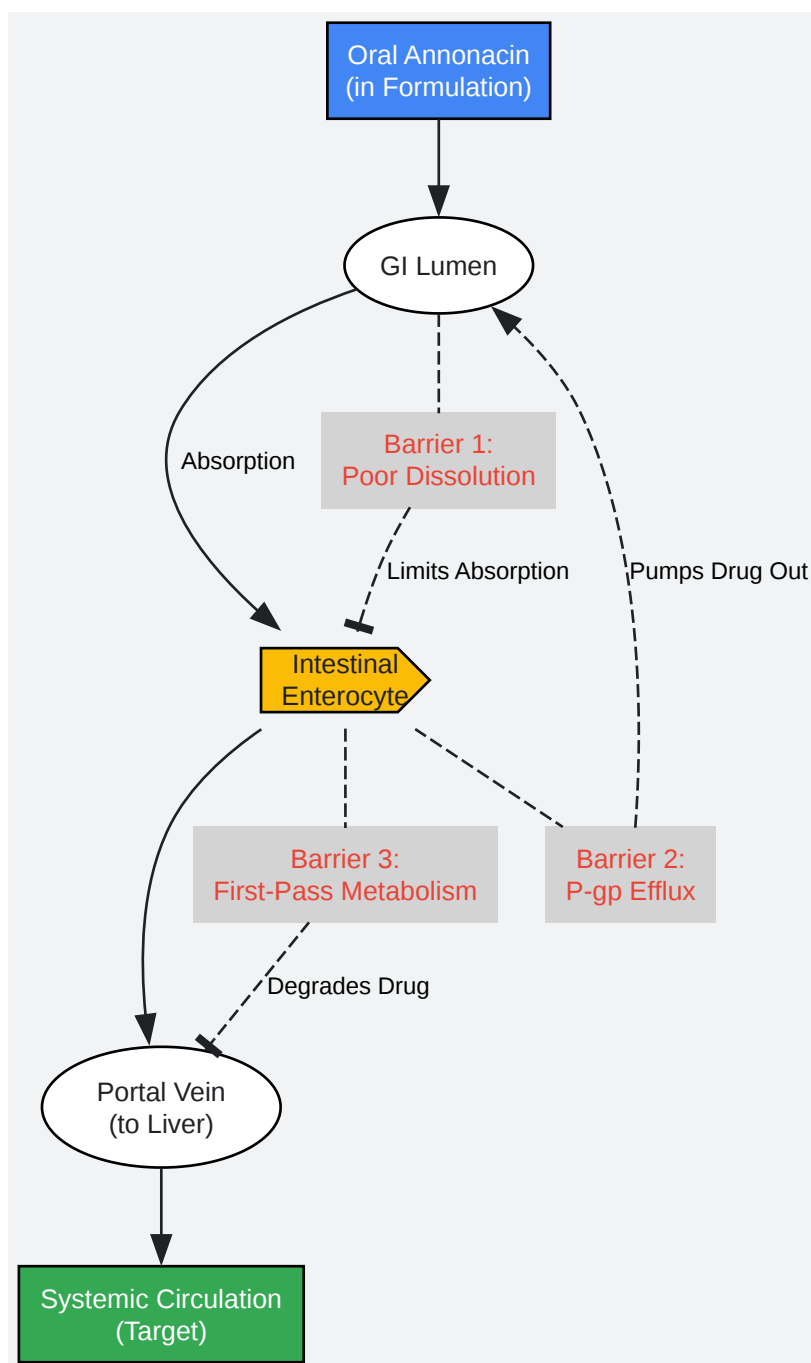 Oral Annonacin
(in Formulation)
GI Lumen
Barrier 1:
Poor Dissolution
Absorption
Limits Absorption
Pumps Drug Out
Intestinal
Enterocyte
Barrier 3:
First-Pass Metabolism
Barrier 2:
P-gp Efflux
Degrades Drug
Portal Vein
(to Liver)
Systemic Circulation
(Target)